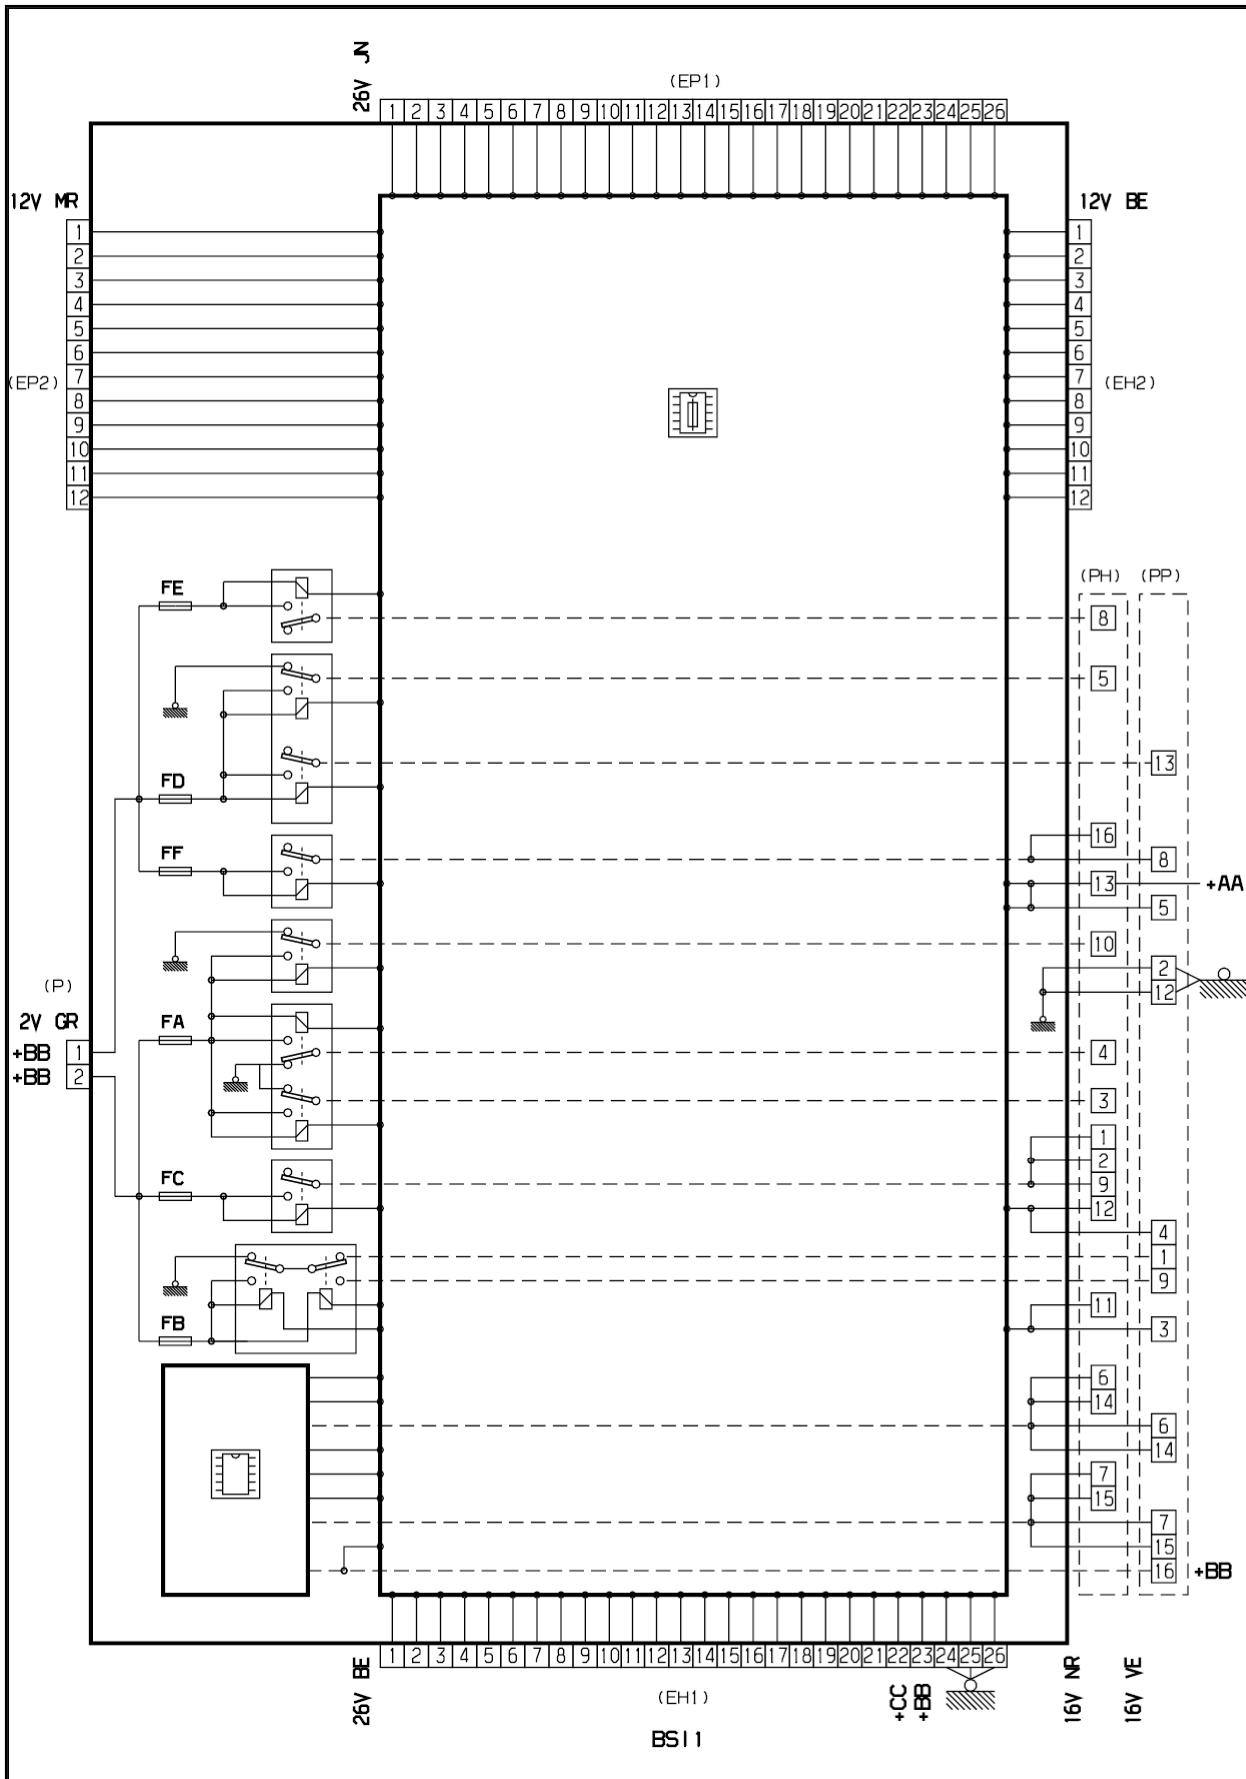 26V JN
(EP1)
1 2 3 4 5 6 7 8 9 10 11 12 13 14 15 16 17 18 19 20 21 22 23 24 25 26
12V MR
12V BE
1
2
3
4
5
6
7
8
9
10
11
12
(EP2)
1
2
3
4
5
6
7
8
9
10
11
12
(EH2)
(PH) (PP)
FE
8
5
13
FD
16
FF
8
13
+AA
5
10
2
12
(P)
2V GR
FA
+BB 1
+BB 2
4
3
1
2
9
FC
12
4
1
9
11
FB
3
6
14
6
14
7
15
7
15
16 +BB
1 2 3 4 5 6 7 8 9 10 11 12 13 14 15 16 17 18 19 20 21 22 23 24 25 26
26V BE
(EH1)
+CC
+BB
16V NR
16V VE
BSI1